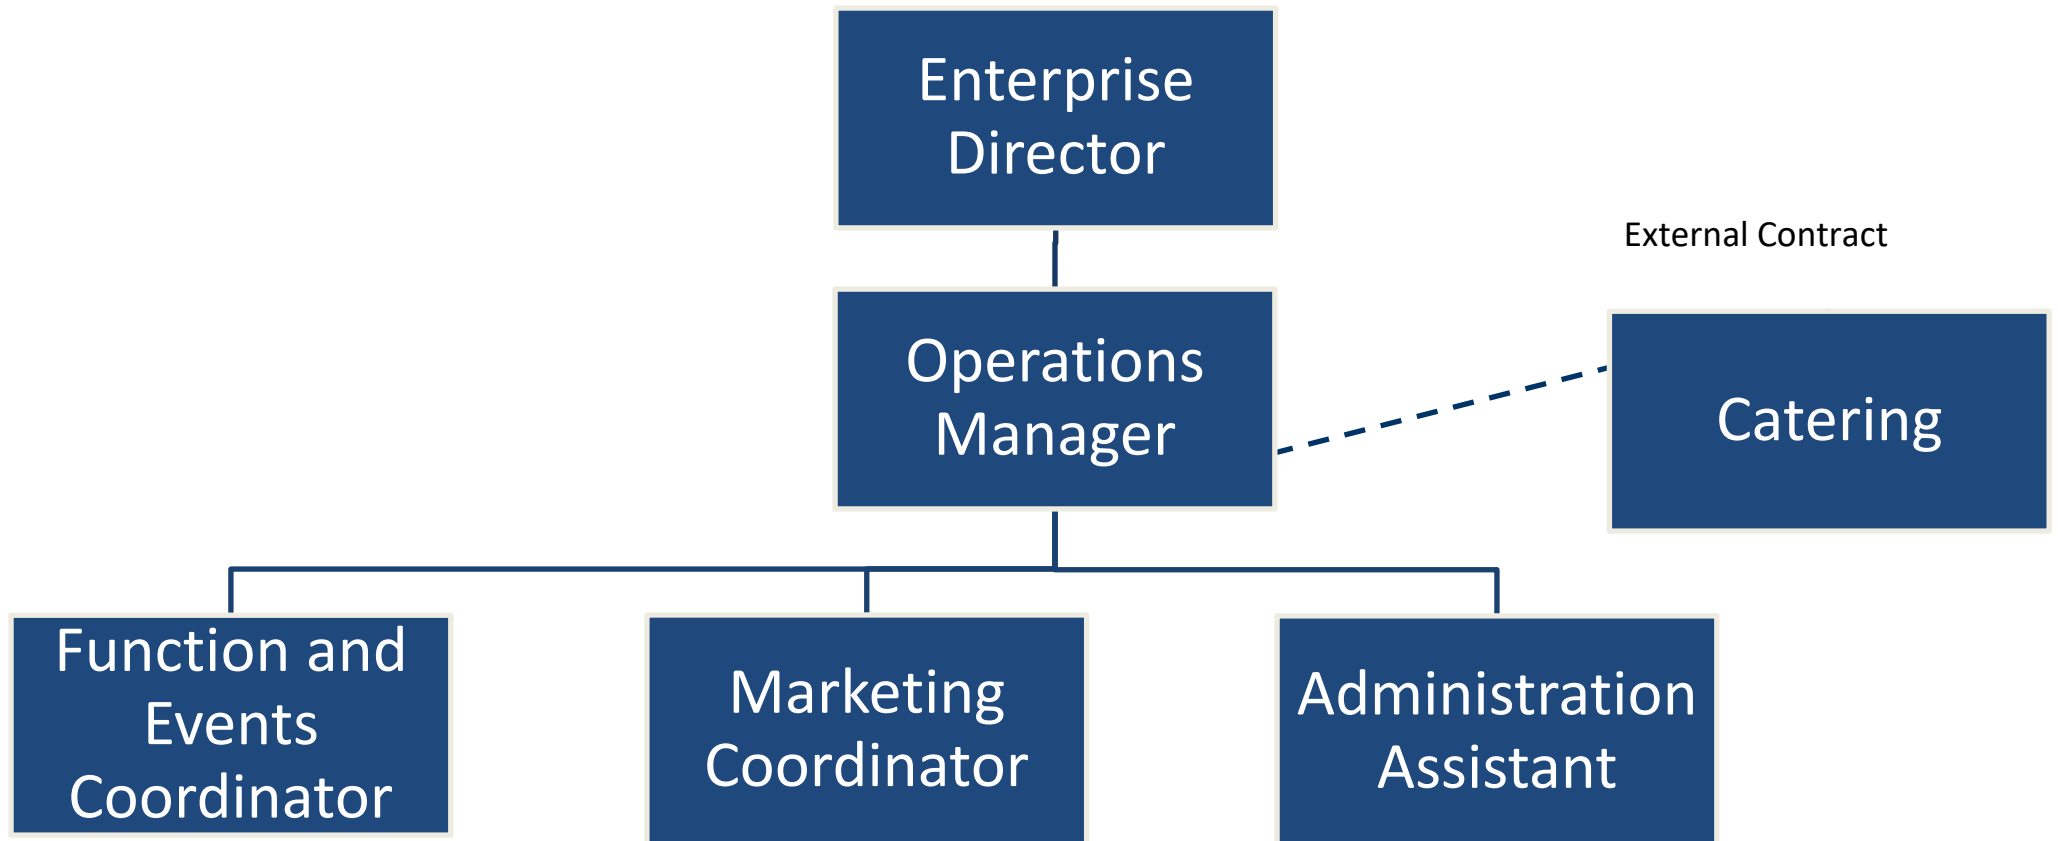 Enterprise
Director
External Contract
Operations
Manager
Catering
Function and
Events
Coordinator
Marketing
Coordinator
Administration
Assistant